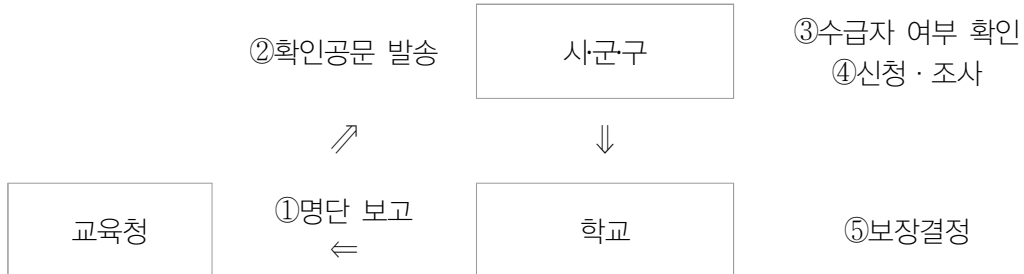 ②확인공문 발송
시·군·구
③수급자 여부 확인
④신청 · 조사
⇗
⇓
교육청
①명단 보고
⇐
학교
⑤보장결정